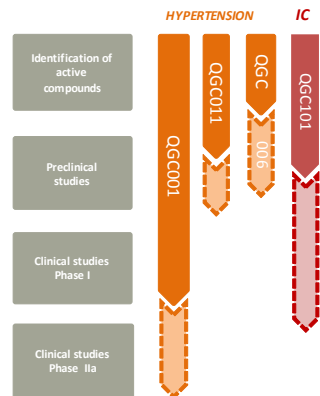 HYPERTENSION
IC
Identification of
active
compounds
Preclinical
studies
Clinical studies
Phase I
Clinical studies
Phase IIa
QGC001
QGC011
QGC
006
QGC101